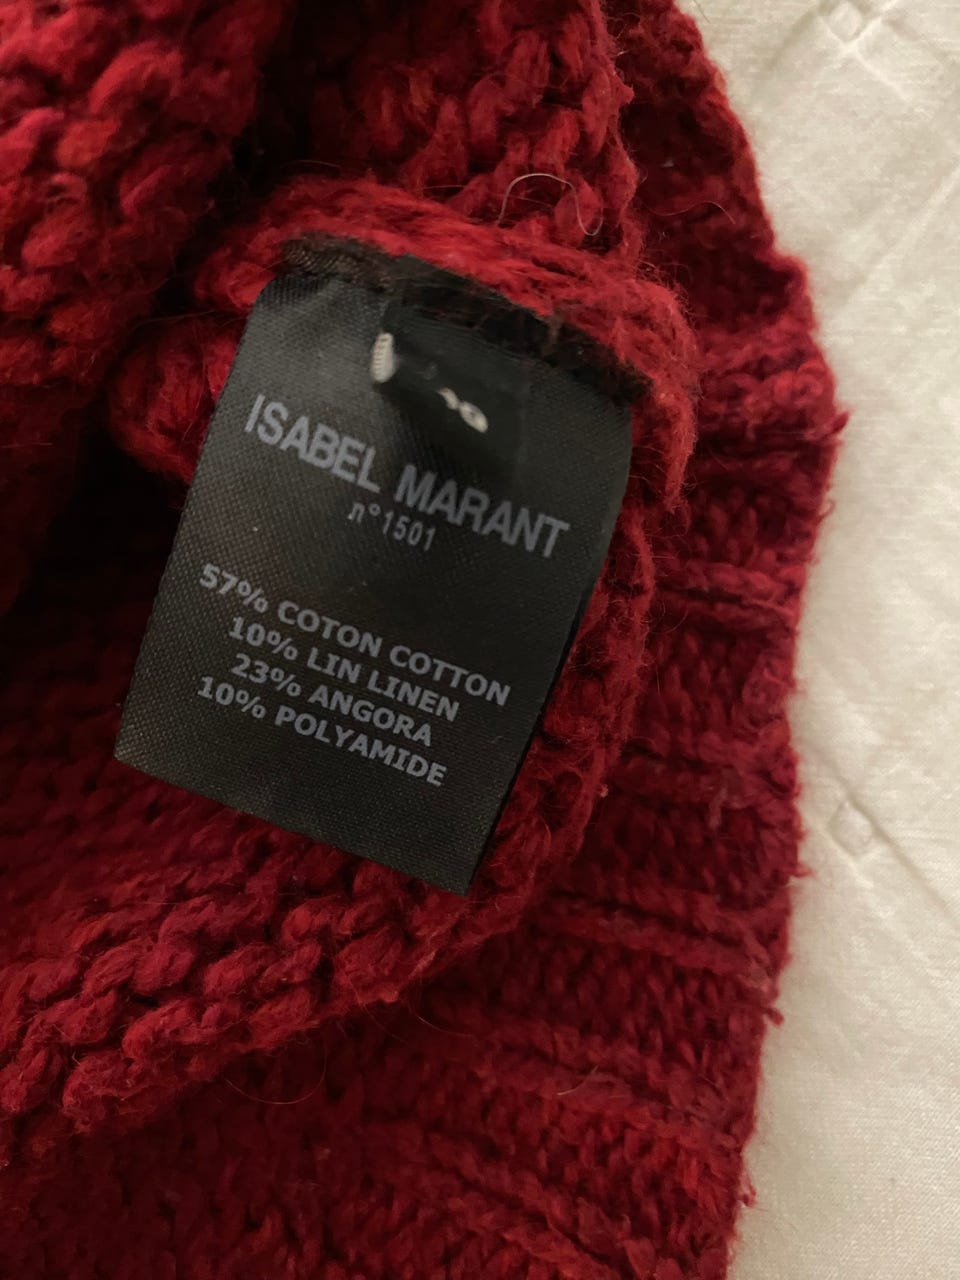 ISABEL MARANT
n°1501
57% COTON COTTON
10% LIN LINEN
23% ANGORA
10% POLYAMIDE